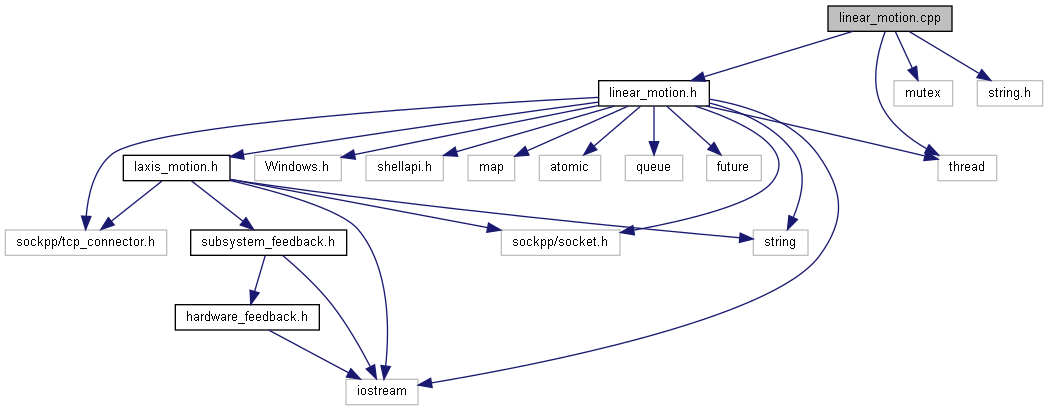 linear_motion.cpp
linear_motion.h
mutex
string.h
laxis_motion.h
Windows.h
shellapi.h
map
atomic
queue
future
thread
sockpp/tcp_connector.h
subsystem_feedback.h
sockpp/socket.h
string
hardware_feedback.h
iostream